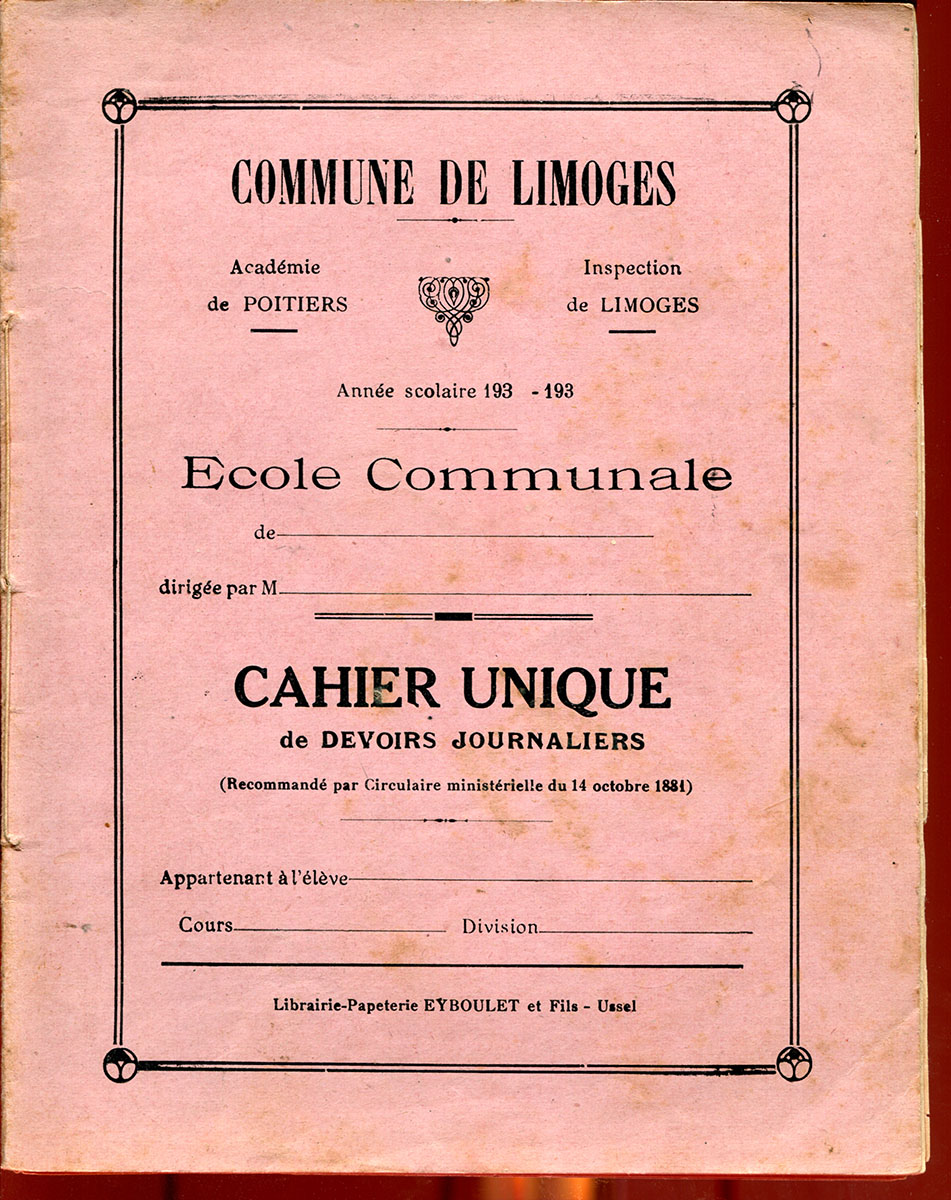 COMMUNE DE LIMOGES
Académie
de POITIERS
Inspection
de LIMOGES
Année scolaire 193 - 193
Ecole Communale
de
dirigée par M
CAHIER UNIQUE
de DEVOIRS JOURNALIERS
(Recommandé par Circulaire ministérielle du 14 octobre 1881)
Appartenant à l'élève
Cours Division
Librairie-Papeterie EYBOULET et Fils - Ussel